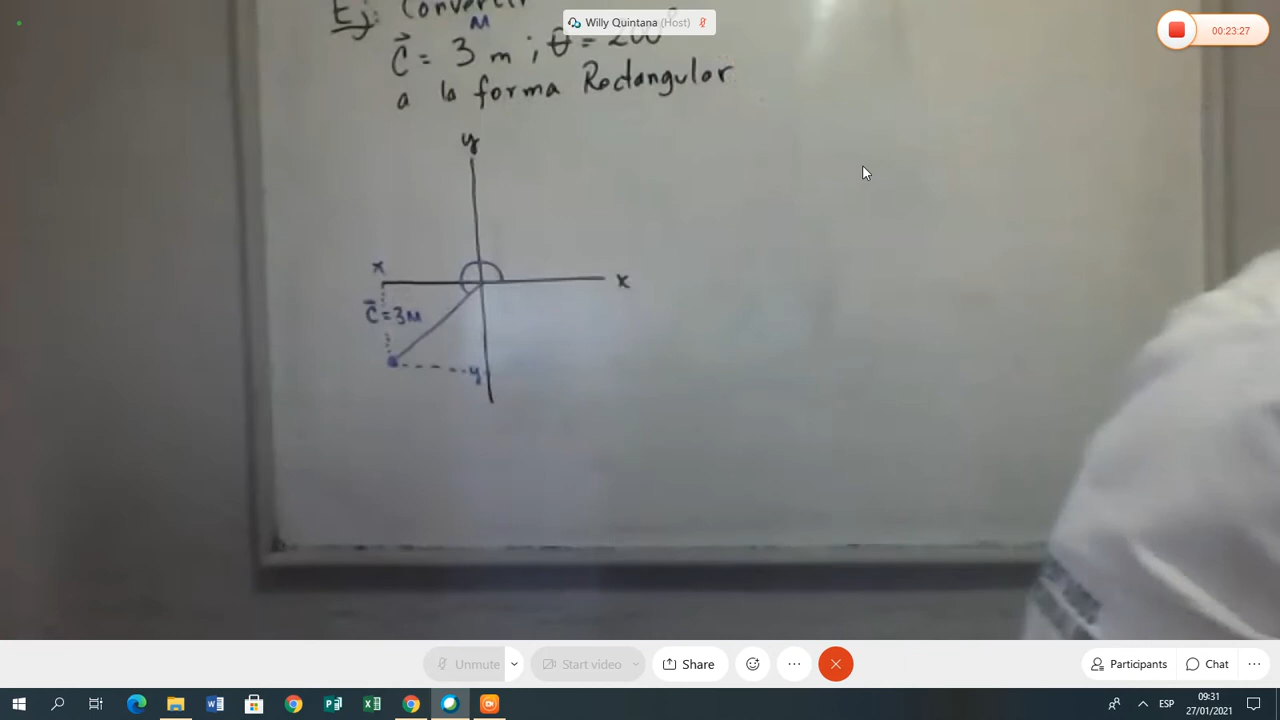 Ej: Convertir
Willy Quintana (Host)
00:23:27
M
C = 3 m ; θ = 200°
a la forma Rectangular
y
x
x
C = 3M
y
Unmute
Start video
Share
Participants
Chat
09:31
ESP
27/01/2021